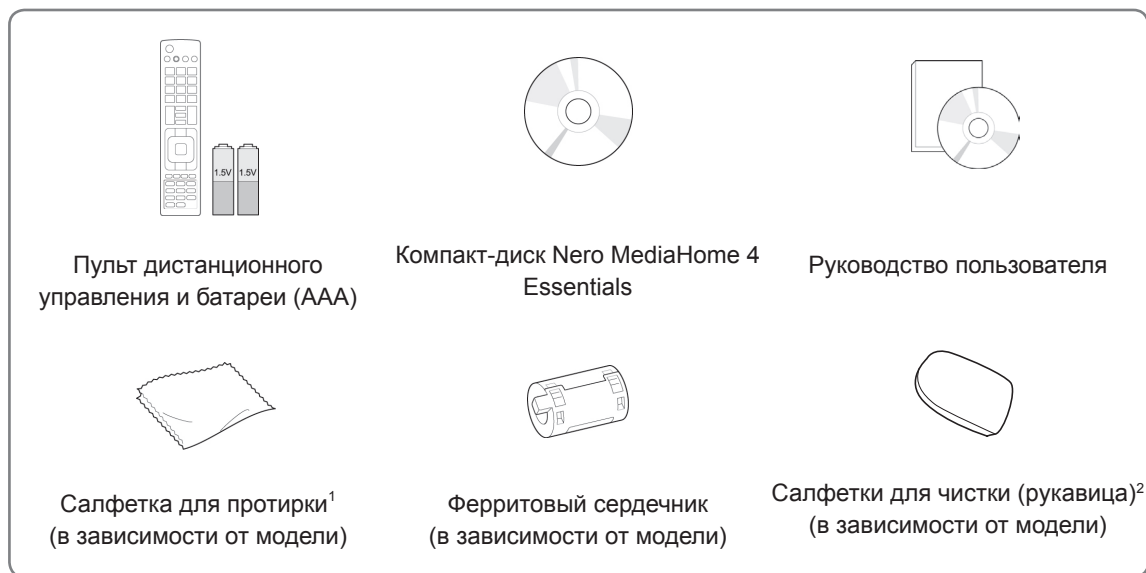 1.5V 1.5V
Пульт дистанционного
управления и батареи (AAA)
Компакт-диск Nero MediaHome 4
Essentials
Руководство пользователя
Салфетка для протирки¹
(в зависимости от модели)
Ферритовый сердечник
(в зависимости от модели)
Салфетки для чистки (рукавица)²
(в зависимости от модели)